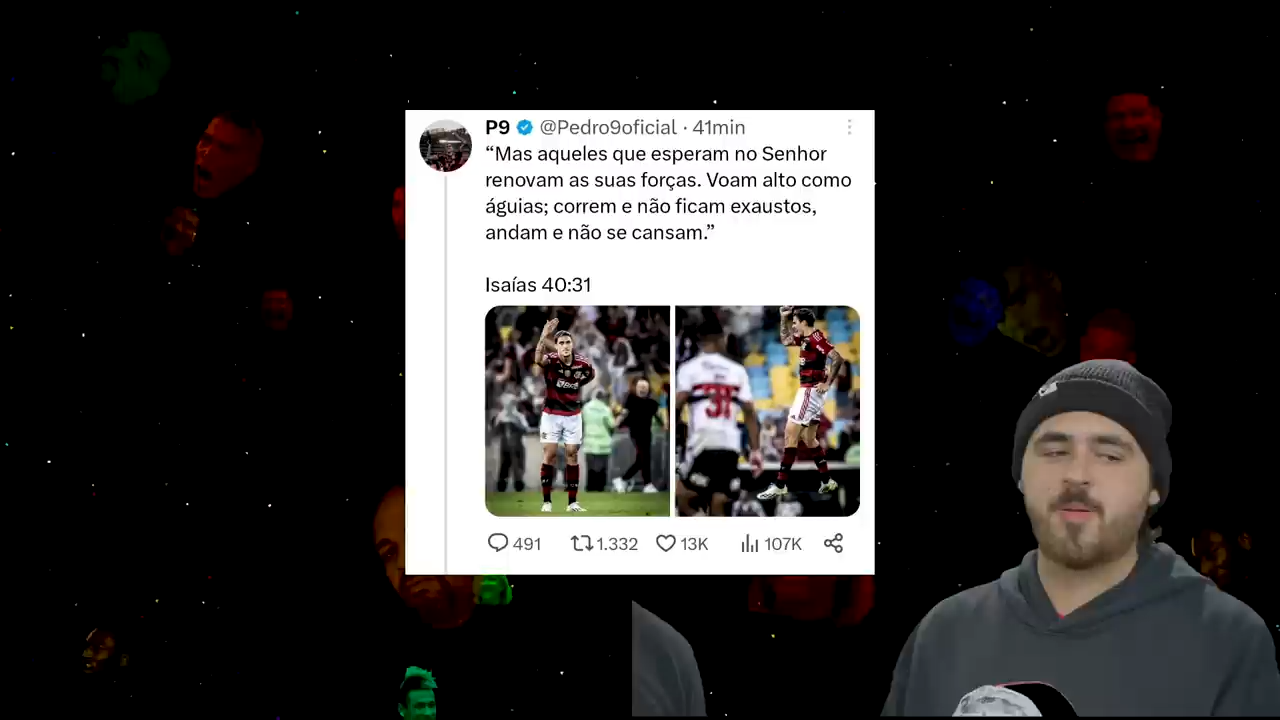 P9 @Pedro9oficial · 41min
“Mas aqueles que esperam no Senhor
renovam as suas forças. Voam alto como
águias; correm e não ficam exaustos,
andam e não se cansam.”
Isaías 40:31
491 1.332 13K 107K